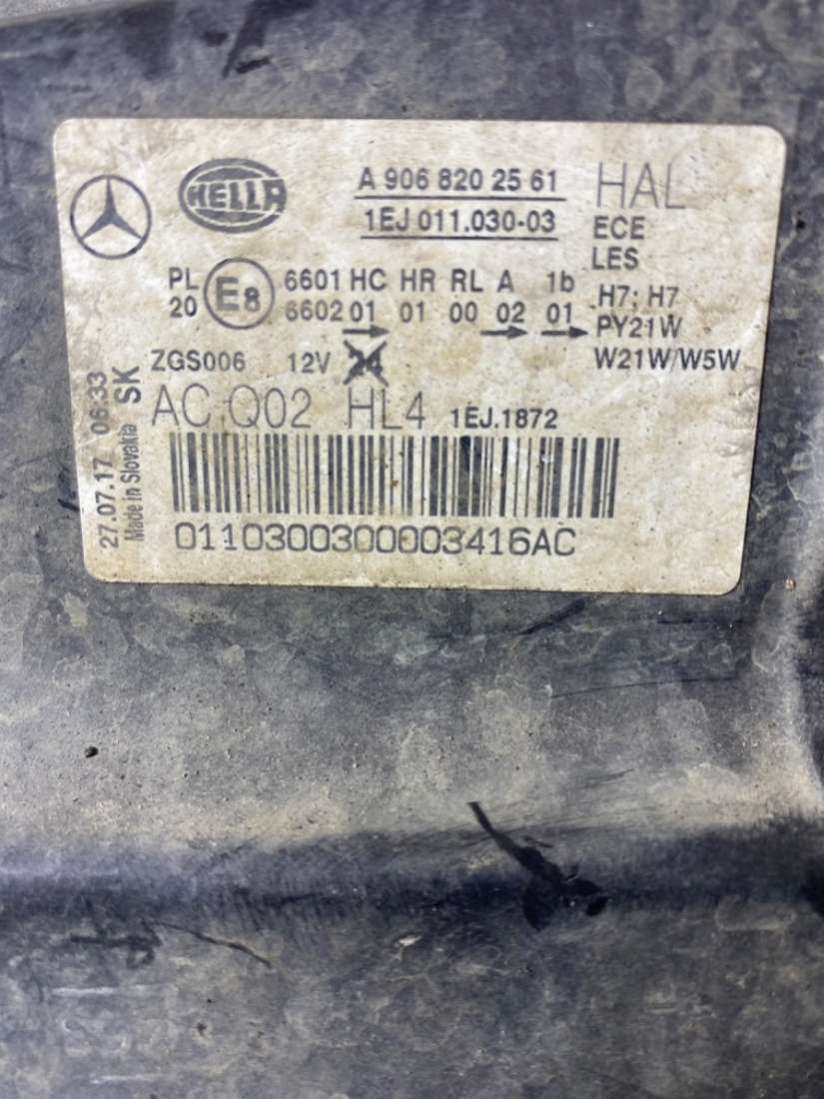 HELLA
A 906 820 25 61
1EJ 011.030-03
HAL
ECE
LES
PL
20
E8
6601 HC HR RL A 1b
6602 01 01 00 02 01
H7; H7
PY21W
W21W/W5W
ZGS006 12V 24
AC Q02 HL4 1EJ.1872
0110300300003416AC
27.07.17 06:33
Made in Slovakia
SK